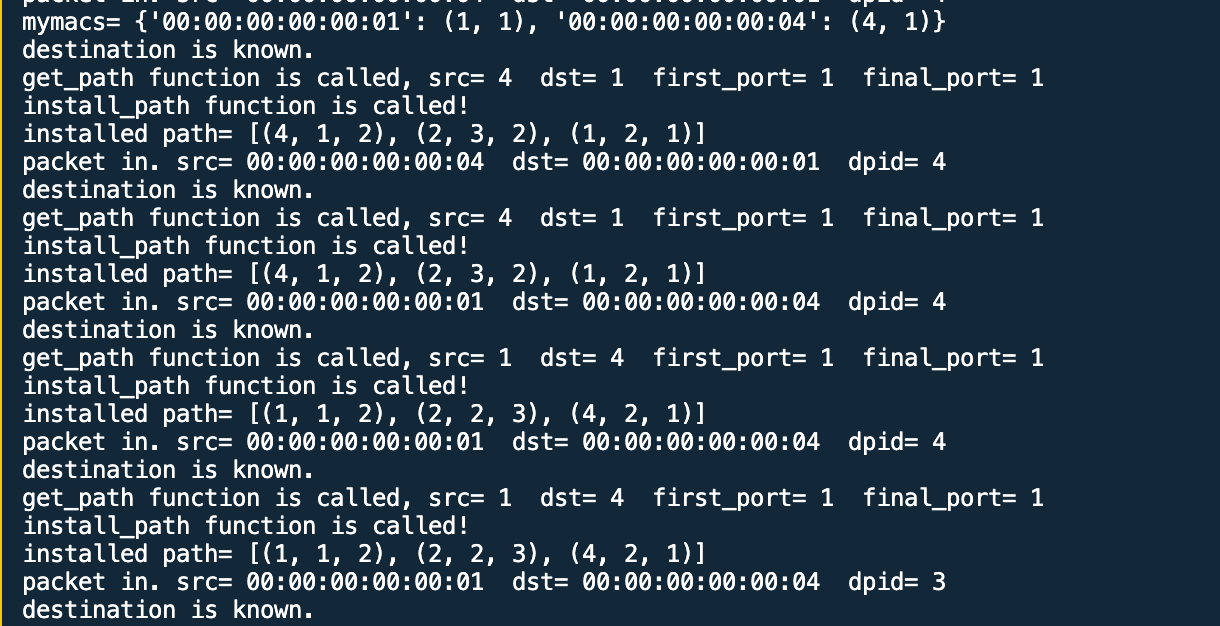 mymacs= {'00:00:00:00:00:01': (1, 1), '00:00:00:00:00:04': (4, 1)}
destination is known.
get_path function is called, src= 4  dst= 1  first_port= 1  final_port= 1
install_path function is called!
installed path= [(4, 1, 2), (2, 3, 2), (1, 2, 1)]
packet in. src= 00:00:00:00:00:04  dst= 00:00:00:00:00:01  dpid= 4
destination is known.
get_path function is called, src= 4  dst= 1  first_port= 1  final_port= 1
install_path function is called!
installed path= [(4, 1, 2), (2, 3, 2), (1, 2, 1)]
packet in. src= 00:00:00:00:00:01  dst= 00:00:00:00:00:04  dpid= 4
destination is known.
get_path function is called, src= 1  dst= 4  first_port= 1  final_port= 1
install_path function is called!
installed path= [(1, 1, 2), (2, 2, 3), (4, 2, 1)]
packet in. src= 00:00:00:00:00:01  dst= 00:00:00:00:00:04  dpid= 4
destination is known.
get_path function is called, src= 1  dst= 4  first_port= 1  final_port= 1
install_path function is called!
installed path= [(1, 1, 2), (2, 2, 3), (4, 2, 1)]
packet in. src= 00:00:00:00:00:01  dst= 00:00:00:00:00:04  dpid= 3
destination is known.